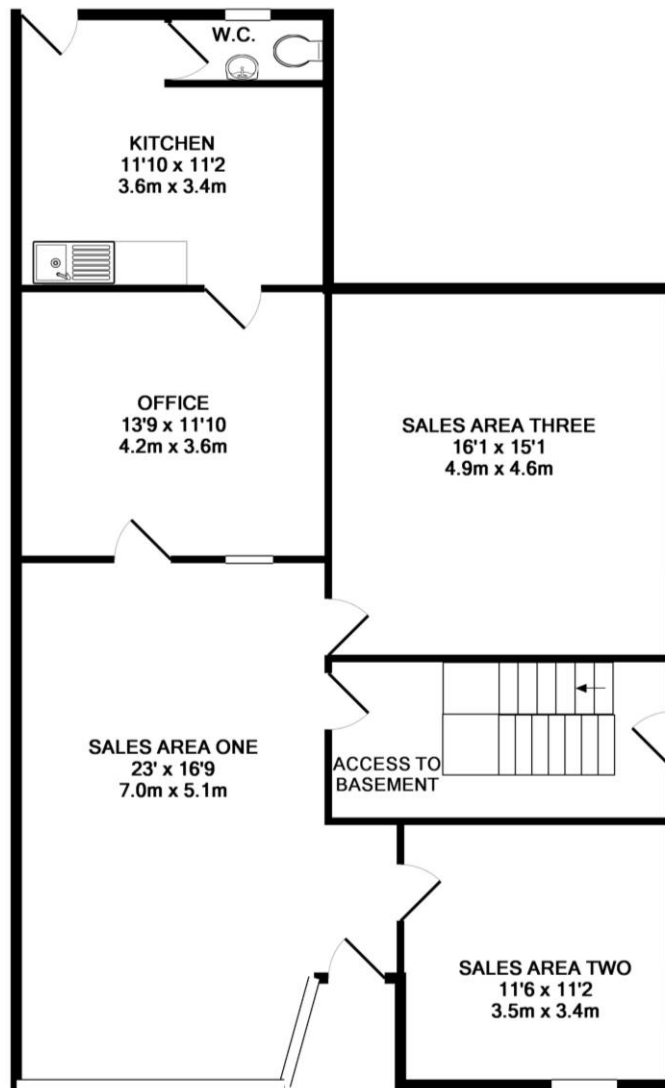 W.C.
KITCHEN
11'10 x 11'2
3.6m x 3.4m
OFFICE
13'9 x 11'10
4.2m x 3.6m
SALES AREA THREE
16'1 x 15'1
4.9m x 4.6m
SALES AREA ONE
23' x 16'9
7.0m x 5.1m
ACCESS TO
BASEMENT
SALES AREA TWO
11'6 x 11'2
3.5m x 3.4m